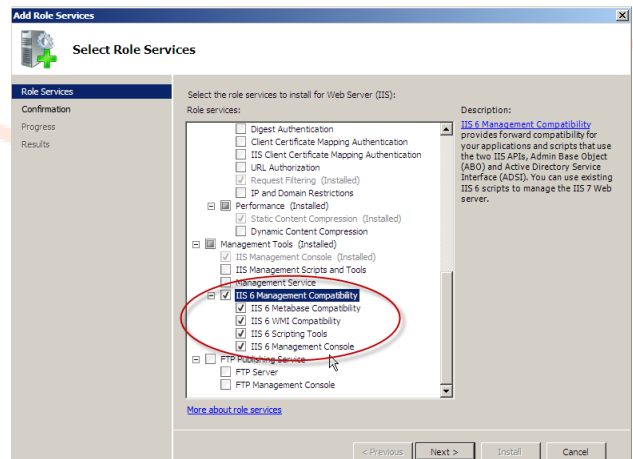 Add Role Services
Select Role Services
Role Services
Confirmation
Progress
Results
Select the role services to install for Web Server (IIS):
Role services:
Digest Authentication
Client Certificate Mapping Authentication
IIS Client Certificate Mapping Authentication
URL Authorization
Request Filtering (Installed)
IP and Domain Restrictions
Performance (Installed)
Static Content Compression (Installed)
Dynamic Content Compression
Management Tools (Installed)
IIS Management Console (Installed)
IIS Management Scripts and Tools
Management Service
IIS 6 Management Compatibility
IIS 6 Metabase Compatibility
IIS 6 WMI Compatibility
IIS 6 Scripting Tools
IIS 6 Management Console
FTP Publishing Service
FTP Server
FTP Management Console
More about role services
Description:
IIS 6 Management Compatibility
provides forward compatibility for
your applications and scripts that use
the two IIS APIs, Admin Base Object
(ABO) and Active Directory Service
Interface (ADSI). You can use existing
IIS 6 scripts to manage the IIS 7 Web
server.
< Previous
Next >
Install
Cancel